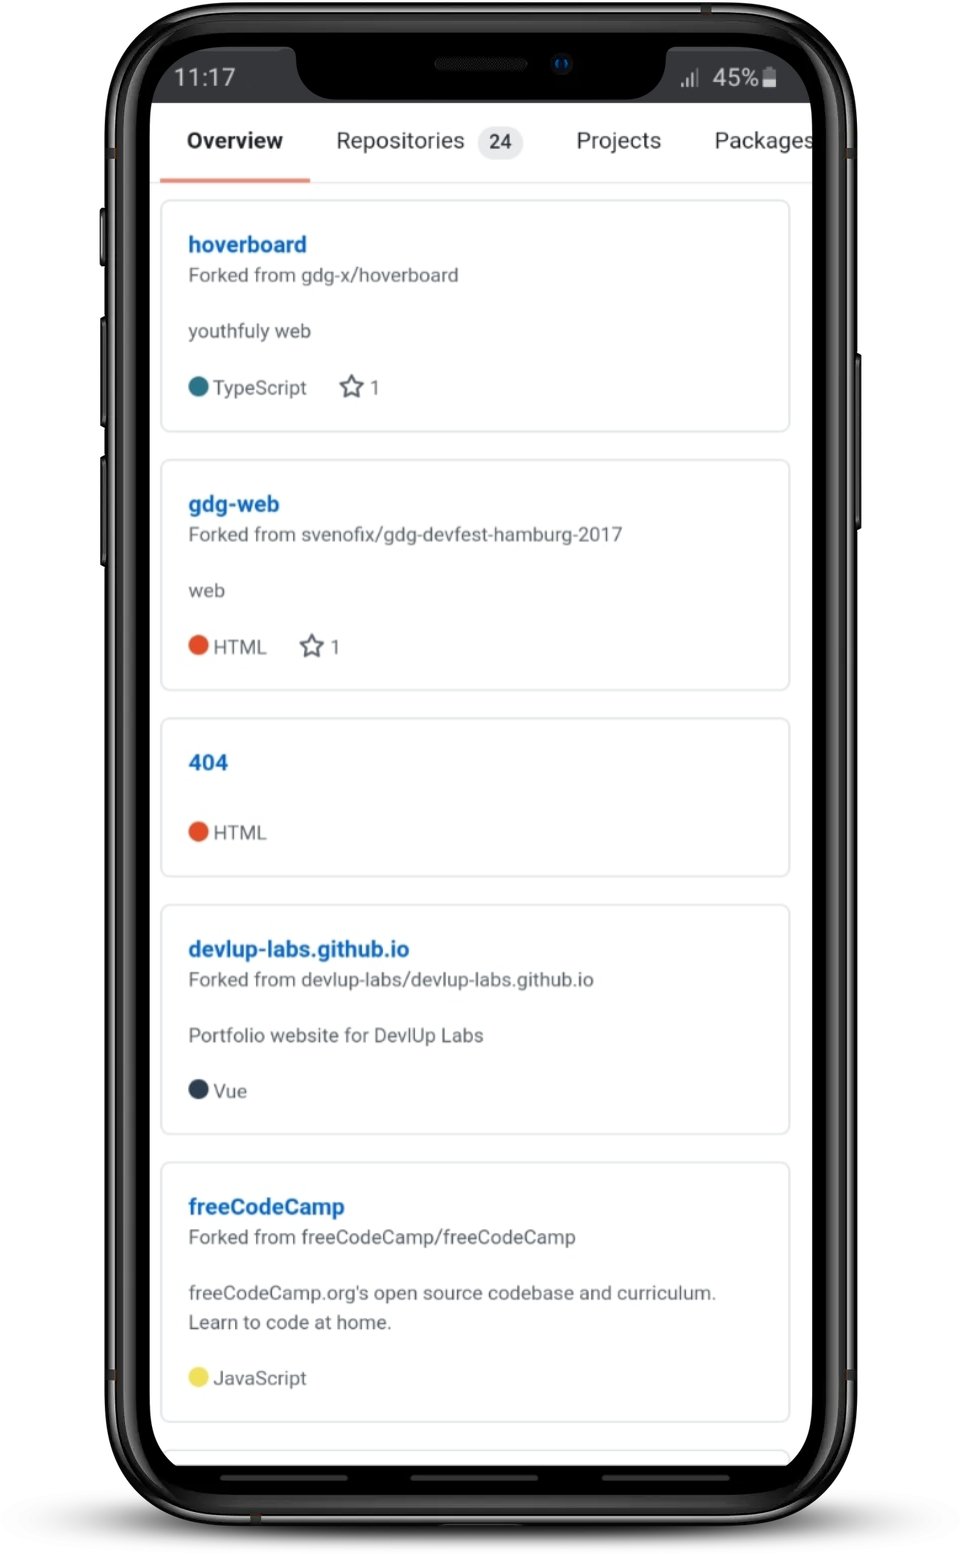 11:17 45%
Overview Repositories 24 Projects Packages
hoverboard
Forked from gdg-x/hoverboard
youthfuly web
TypeScript 1
gdg-web
Forked from svenofix/gdg-devfest-hamburg-2017
web
HTML 1
404
HTML
devlup-labs.github.io
Forked from devlup-labs/devlup-labs.github.io
Portfolio website for DevlUp Labs
Vue
freeCodeCamp
Forked from freeCodeCamp/freeCodeCamp
freeCodeCamp.org's open source codebase and curriculum.
Learn to code at home.
JavaScript